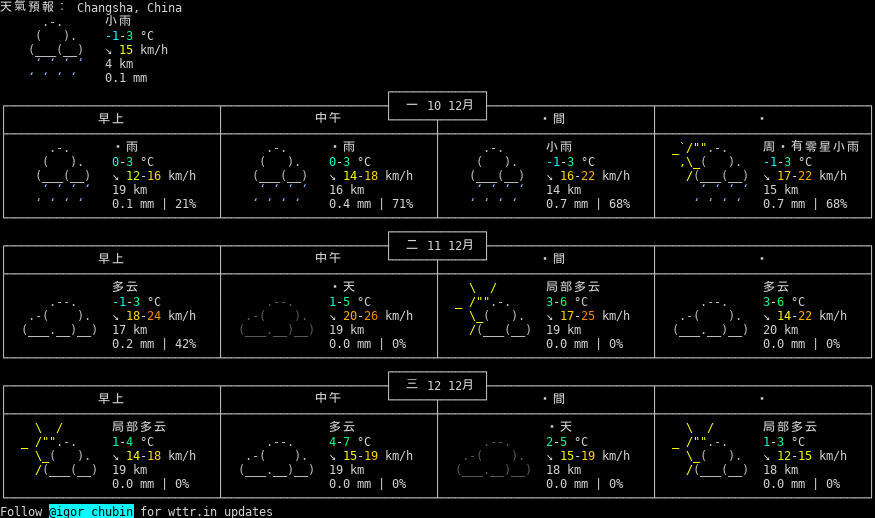 天氣預報： Changsha, China
小雨
-1-3 °C
↘ 15 km/h
4 km
0.1 mm
一 10 12月
早上 中午 ・間 ・
・雨 ・雨 小雨 周・有零星小雨
0-3 °C 0-3 °C -1-3 °C -1-3 °C
↘ 12-16 km/h ↘ 14-18 km/h ↘ 16-22 km/h ↘ 17-22 km/h
19 km 16 km 14 km 15 km
0.1 mm | 21% 0.4 mm | 71% 0.7 mm | 68% 0.7 mm | 68%
二 11 12月
早上 中午 ・間 ・
多云 ・天 局部多云 多云
-1-3 °C 1-5 °C 3-6 °C 3-6 °C
↘ 18-24 km/h ↘ 20-26 km/h ↘ 17-25 km/h ↘ 14-22 km/h
17 km 19 km 19 km 20 km
0.2 mm | 42% 0.0 mm | 0% 0.0 mm | 0% 0.0 mm | 0%
三 12 12月
早上 中午 ・間 ・
局部多云 多云 ・天 局部多云
1-4 °C 4-7 °C 2-5 °C 1-3 °C
↘ 14-18 km/h ↘ 15-19 km/h ↘ 15-19 km/h ↘ 12-15 km/h
19 km 19 km 18 km 18 km
0.0 mm | 0% 0.0 mm | 0% 0.0 mm | 0% 0.0 mm | 0%
Follow @igor_chubin for wttr.in updates